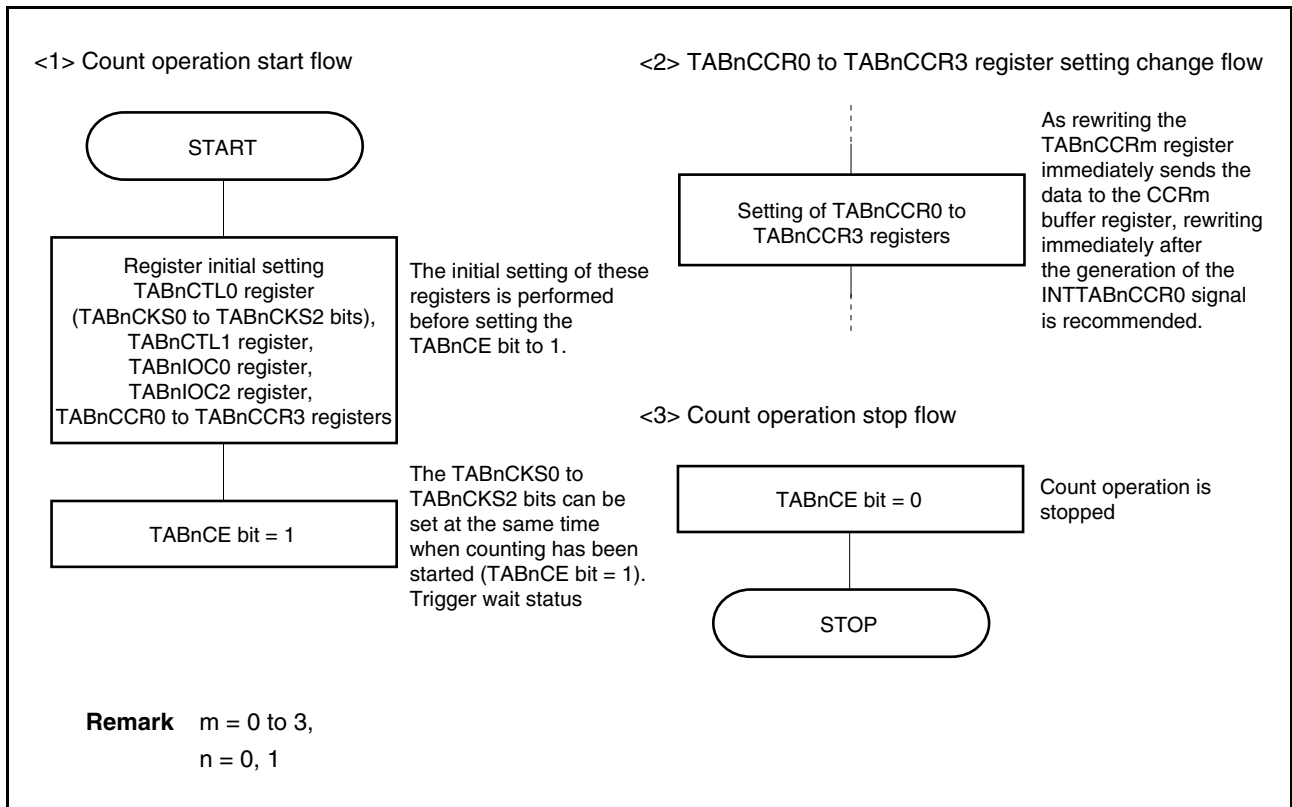 <1> Count operation start flow
START
Register initial setting
TABnCTL0 register
(TABnCKS0 to TABnCKS2 bits),
TABnCTL1 register,
TABnIOC0 register,
TABnIOC2 register,
TABnCCR0 to TABnCCR3 registers
The initial setting of these
registers is performed
before setting the
TABnCE bit to 1.
TABnCE bit = 1
The TABnCKS0 to
TABnCKS2 bits can be
set at the same time
when counting has been
started (TABnCE bit = 1).
Trigger wait status
<2> TABnCCR0 to TABnCCR3 register setting change flow
Setting of TABnCCR0 to
TABnCCR3 registers
As rewriting the
TABnCCRm register
immediately sends the
data to the CCRm
buffer register, rewriting
immediately after
the generation of the
INTTABnCCR0 signal
is recommended.
<3> Count operation stop flow
TABnCE bit = 0
Count operation is
stopped
STOP
Remark m = 0 to 3,
n = 0, 1